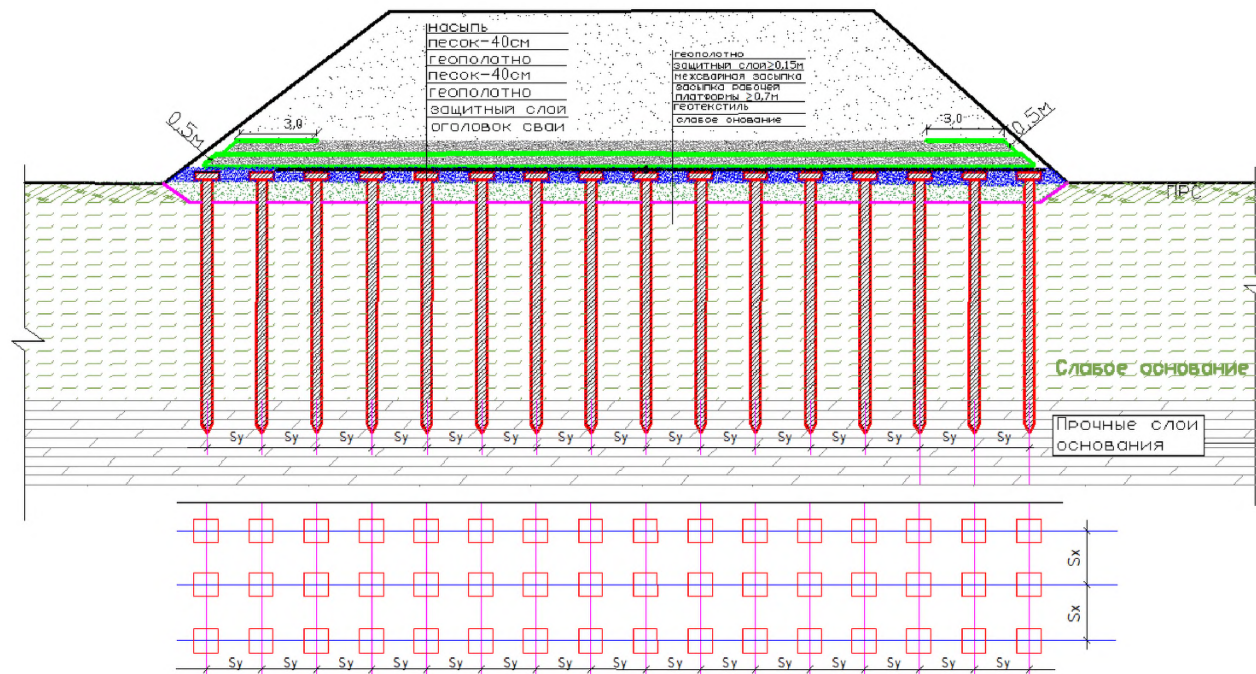 насыпь
песок-40см
геополотно
песок-40см
геополотно
защитный слой
оголовок сваи
геополотно
защитный слой≥0,15м
мехсварная засыпка
засыпка рабочей
платформы ≥0,7м
геотекстиль
слабое онование
0,5м
3,0
3,0
0,5м
ПРС
Слабое основание
Прочные слои
основания
Sy Sy Sy Sy Sy Sy Sy Sy Sy Sy Sy Sy Sy Sy Sy
Sx
Sx
Sy Sy Sy Sy Sy Sy Sy Sy Sy Sy Sy Sy Sy Sy Sy